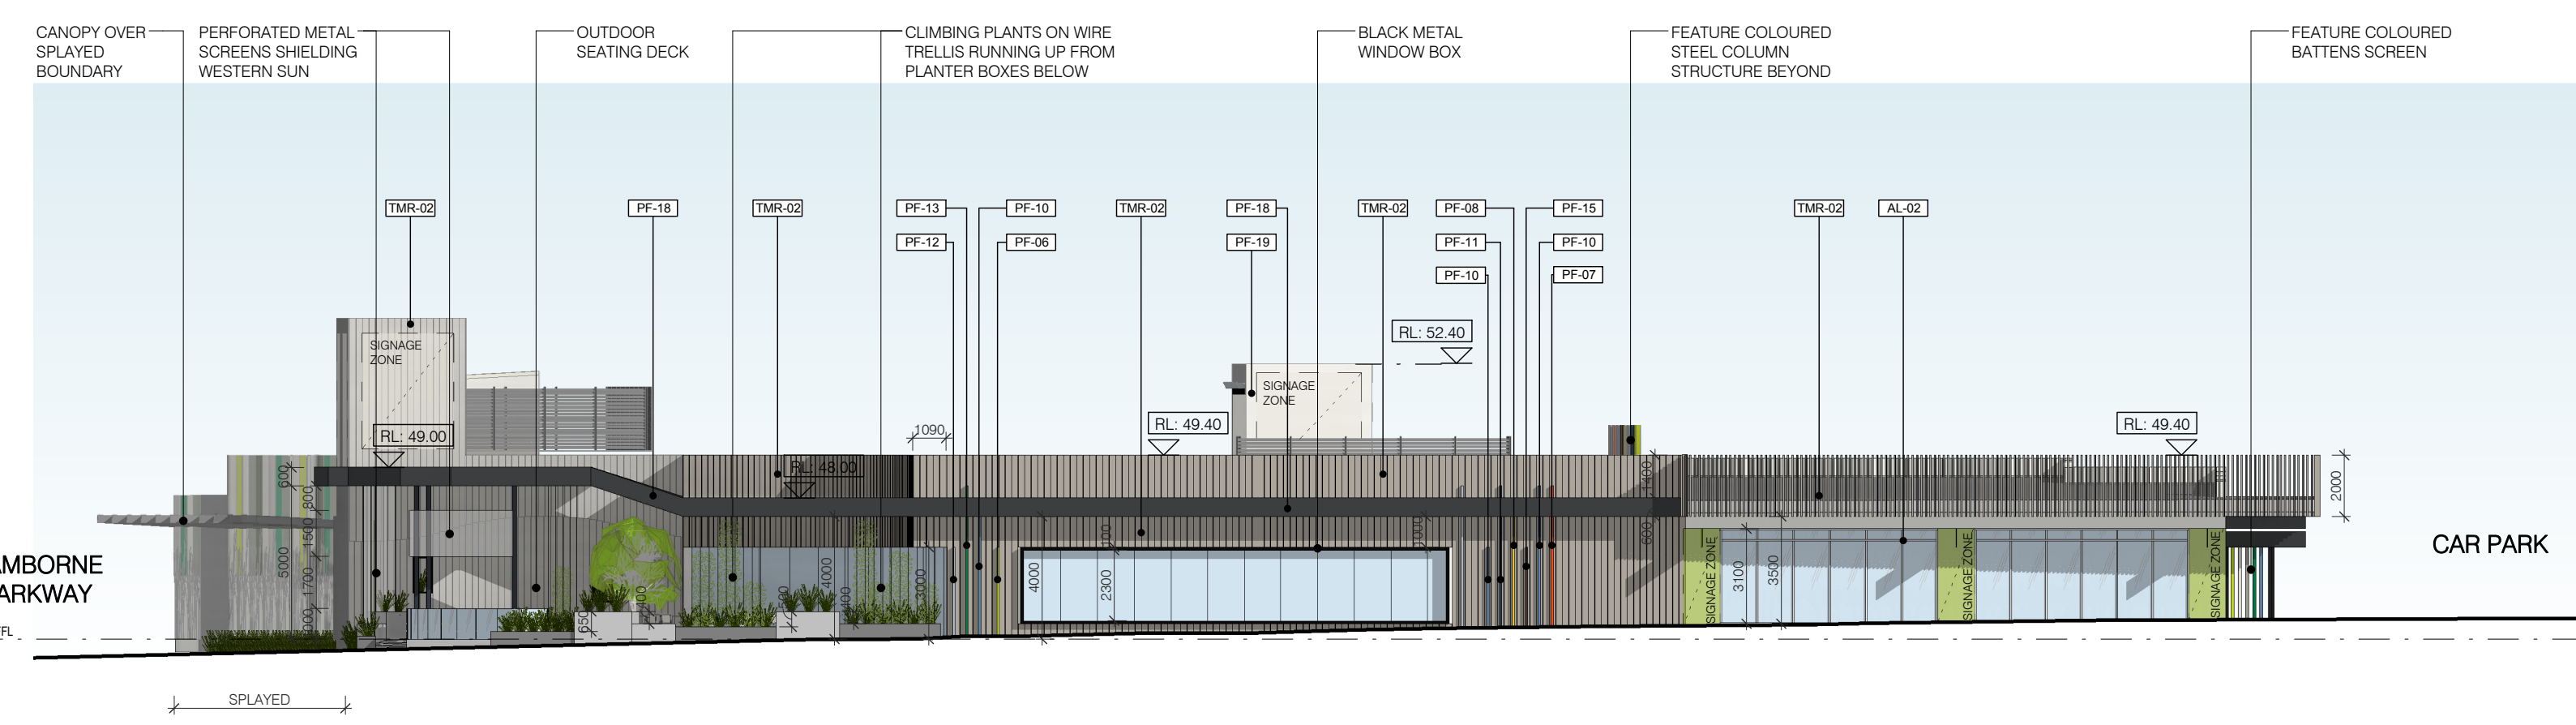 CANOPY OVER
SPLAYED
BOUNDARY
PERFORATED METAL
SCREENS SHIELDING
WESTERN SUN
OUTDOOR
SEATING DECK
CLIMBING PLANTS ON WIRE
TRELLIS RUNNING UP FROM
PLANTER BOXES BELOW
BLACK METAL
WINDOW BOX
FEATURE COLOURED
STEEL COLUMN
STRUCTURE BEYOND
FEATURE COLOURED
BATTENS SCREEN
TMR-02
PF-18
TMR-02
PF-13
PF-10
TMR-02
PF-18
TMR-02
PF-08
PF-15
TMR-02
AL-02
PF-12
PF-06
PF-19
PF-11
PF-10
PF-10
PF-07
RL: 52.40
SIGNAGE
ZONE
SIGNAGE
ZONE
RL: 49.00
1090
RL: 49.40
RL: 49.40
RL: 48.00
600
800
1500
5000
1700
1400
600
2000
4000
3000
4000
2300
3100
3500
650
SIGNAGE ZONE
SIGNAGE ZONE
SIGNAGE ZONE
AMBORNE
ARKWAY
CAR PARK
FL
SPLAYED